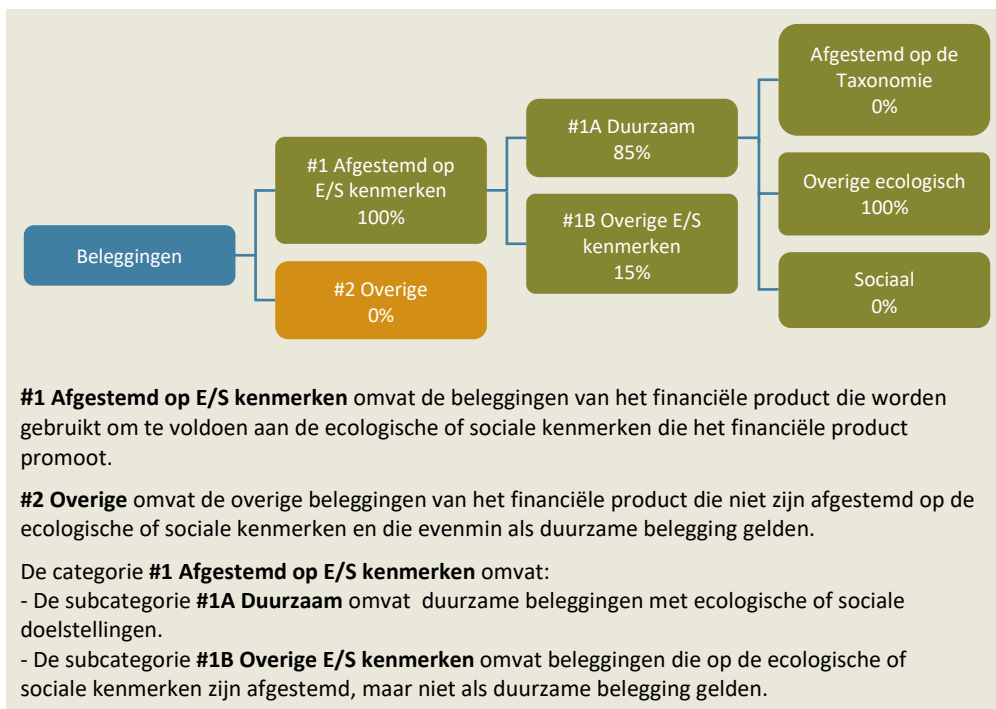 Afgestemd op de
Taxonomie
0%
#1A Duurzaam
85%
#1 Afgestemd op
E/S kenmerken
100%
Overige ecologisch
100%
#1B Overige E/S
kenmerken
15%
Beleggingen
#2 Overige
0%
Sociaal
0%
#1 Afgestemd op E/S kenmerken omvat de beleggingen van het financiële product die worden
gebruikt om te voldoen aan de ecologische of sociale kenmerken die het financiële product
promoot.
#2 Overige omvat de overige beleggingen van het financiële product die niet zijn afgestemd op de
ecologische of sociale kenmerken en die evenmin als duurzame belegging gelden.
De categorie #1 Afgestemd op E/S kenmerken omvat:
- De subcategorie #1A Duurzaam omvat  duurzame beleggingen met ecologische of sociale
doelstellingen.
- De subcategorie #1B Overige E/S kenmerken omvat beleggingen die op de ecologische of
sociale kenmerken zijn afgestemd, maar niet als duurzame belegging gelden.